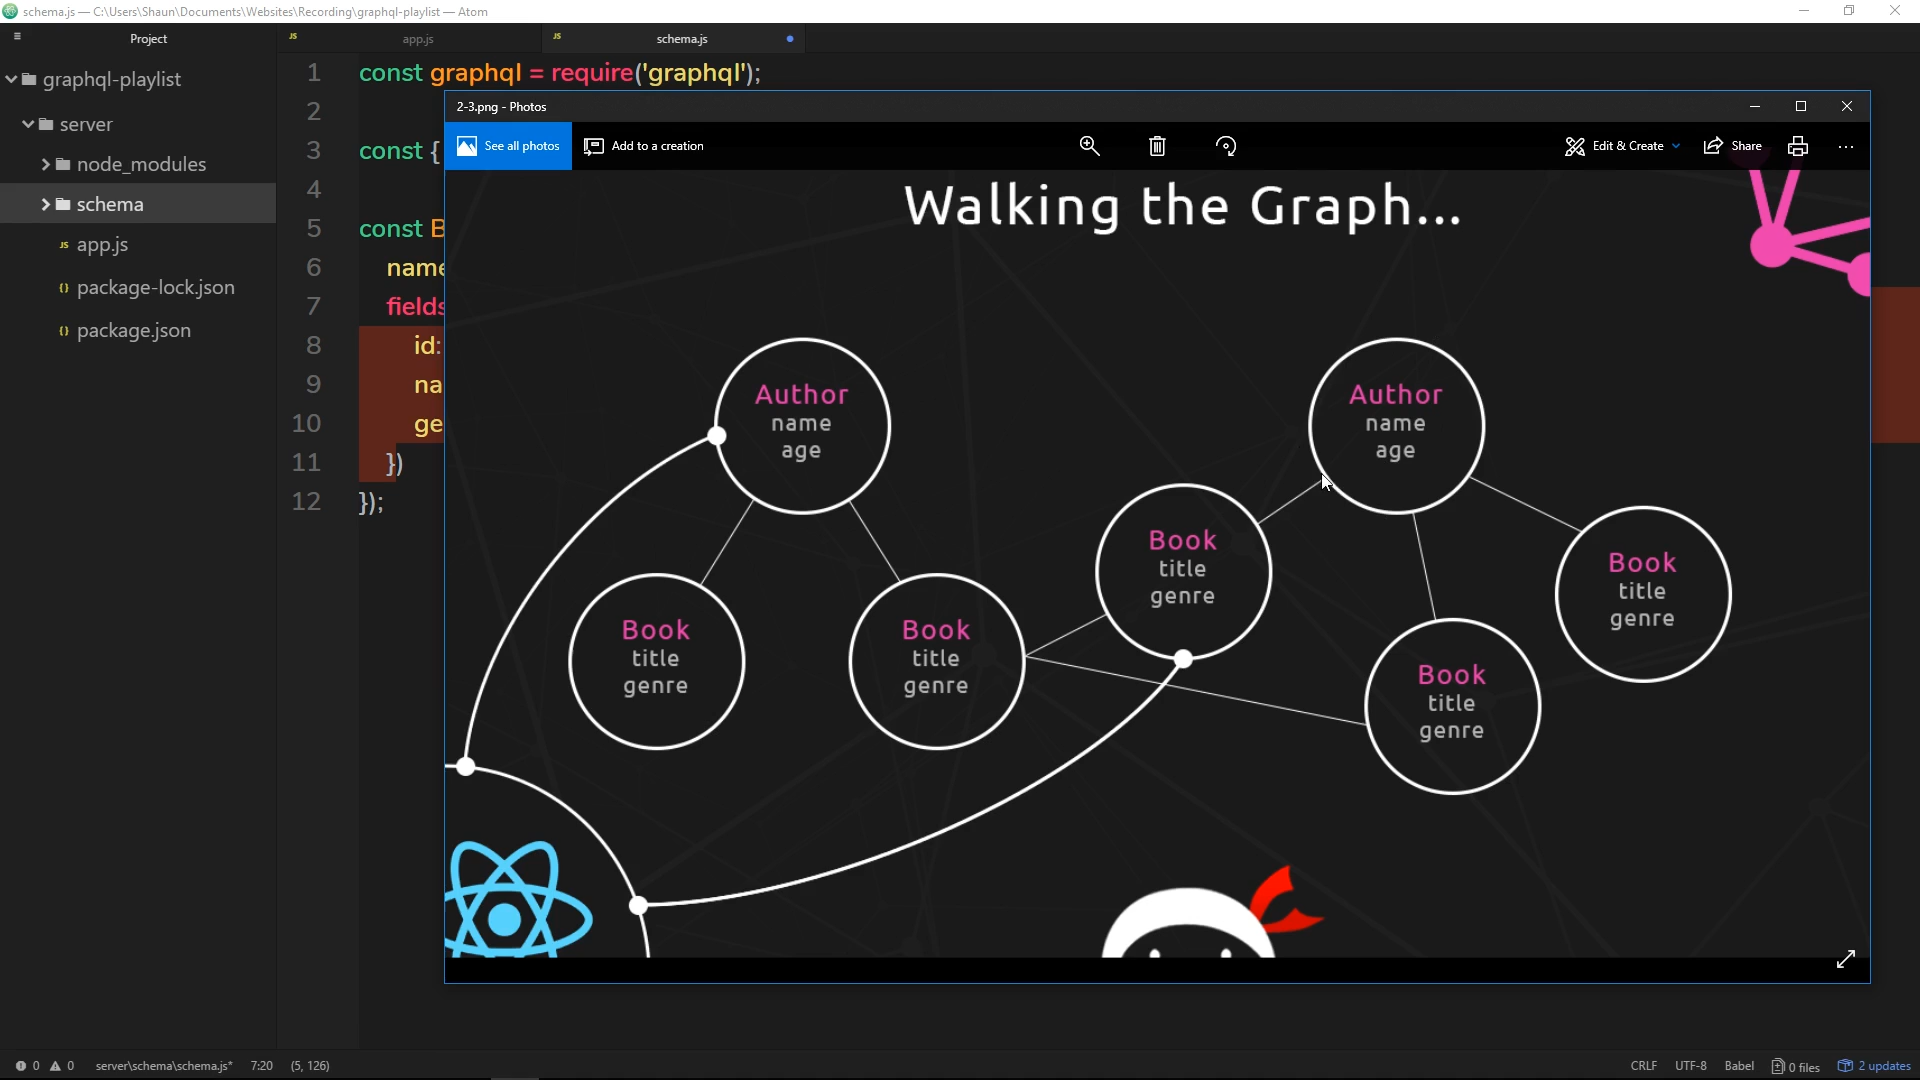 schema.js — C:\Users\Shaun\Documents\Websites\Recording\graphql-playlist — Atom
Project
app.js
schema.js
graphql-playlist
server
node_modules
schema
app.js
package-lock.json
package.json
1 const graphql = require('graphql');
2
3 const {
4
5 const B
6 name
7 fields
8 id:
9 na
10 ge
11 })
12 });
2-3.png - Photos
See all photos
Add to a creation
Edit & Create
Share
Walking the Graph...
Author
name
age
Author
name
age
Book
title
genre
Book
title
genre
Book
title
genre
Book
title
genre
Book
title
genre
0 0 server\schema\schema.js* 7:20 (5, 126)
CRLF UTF-8 Babel 0 files 2 updates